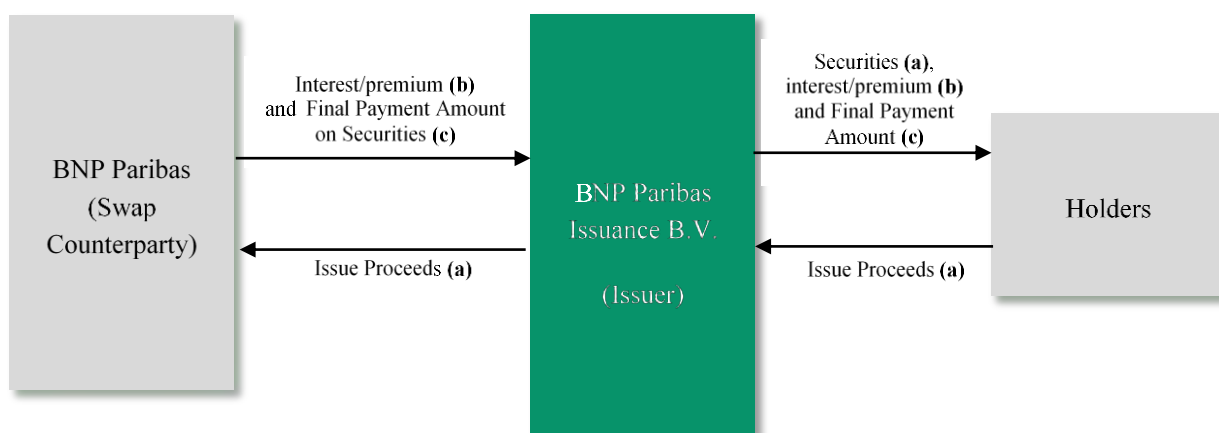 BNP Paribas
(Swap
Counterparty)
Interest/premium (b)
and Final Payment Amount
on Securities (c)
Issue Proceeds (a)
BNP Paribas
Issuance B.V.
(Issuer)
Securities (a),
interest/premium (b)
and Final Payment
Amount (c)
Issue Proceeds (a)
Holders